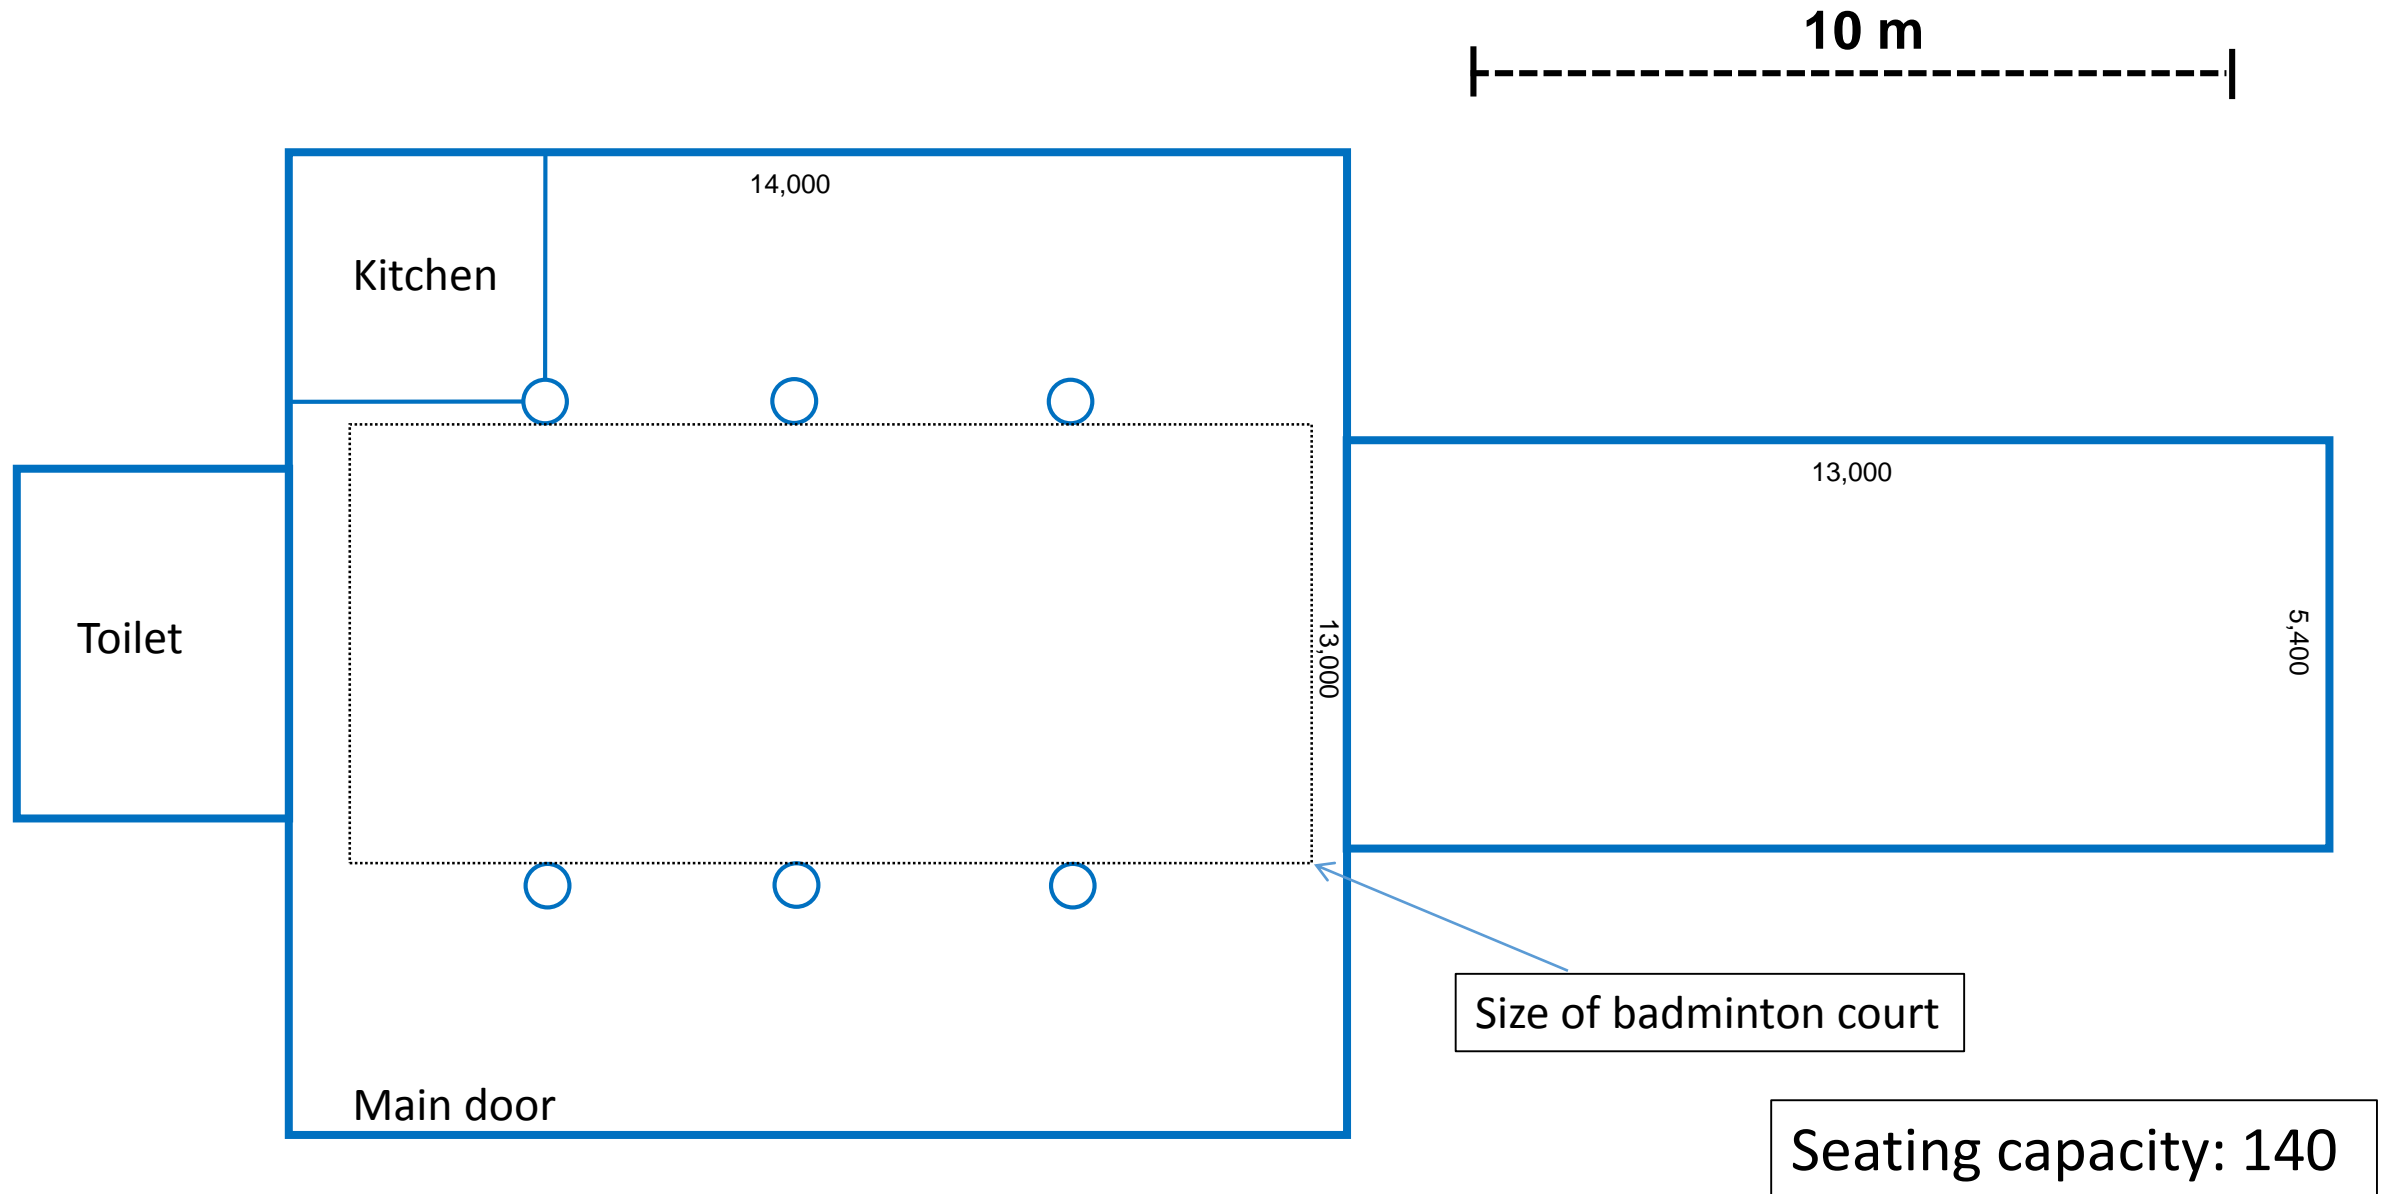 10 m
14,000
Kitchen
13,000
Toilet
13,000
5,400
Size of badminton court
Main door
Seating capacity: 140